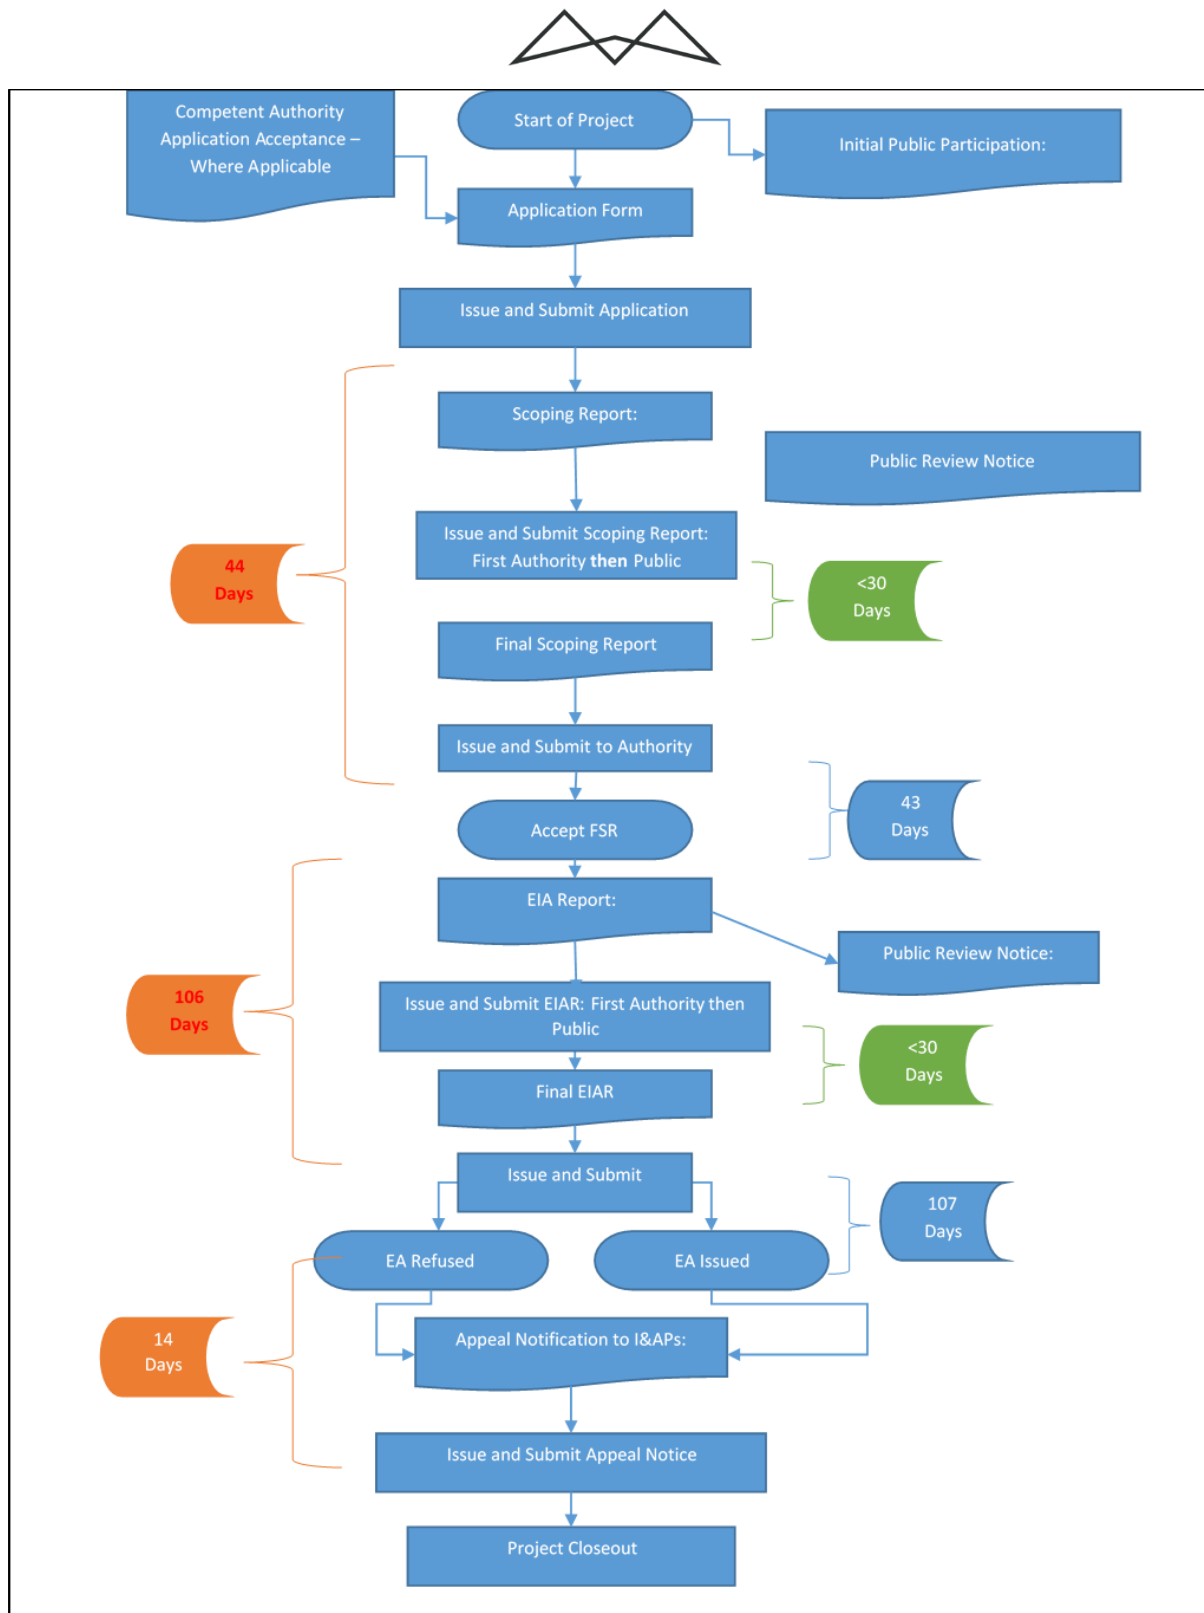 Competent Authority
Application Acceptance –
Where Applicable
Start of Project
Initial Public Participation:
Application Form
Issue and Submit Application
Scoping Report:
Public Review Notice
Issue and Submit Scoping Report:
First Authority then Public
44
Days
<30
Days
Final Scoping Report
Issue and Submit to Authority
43
Days
Accept FSR
EIA Report:
Public Review Notice:
106
Days
Issue and Submit EIAR: First Authority then
Public
<30
Days
Final EIAR
Issue and Submit
107
Days
EA Refused
EA Issued
14
Days
Appeal Notification to I&APs:
Issue and Submit Appeal Notice
Project Closeout